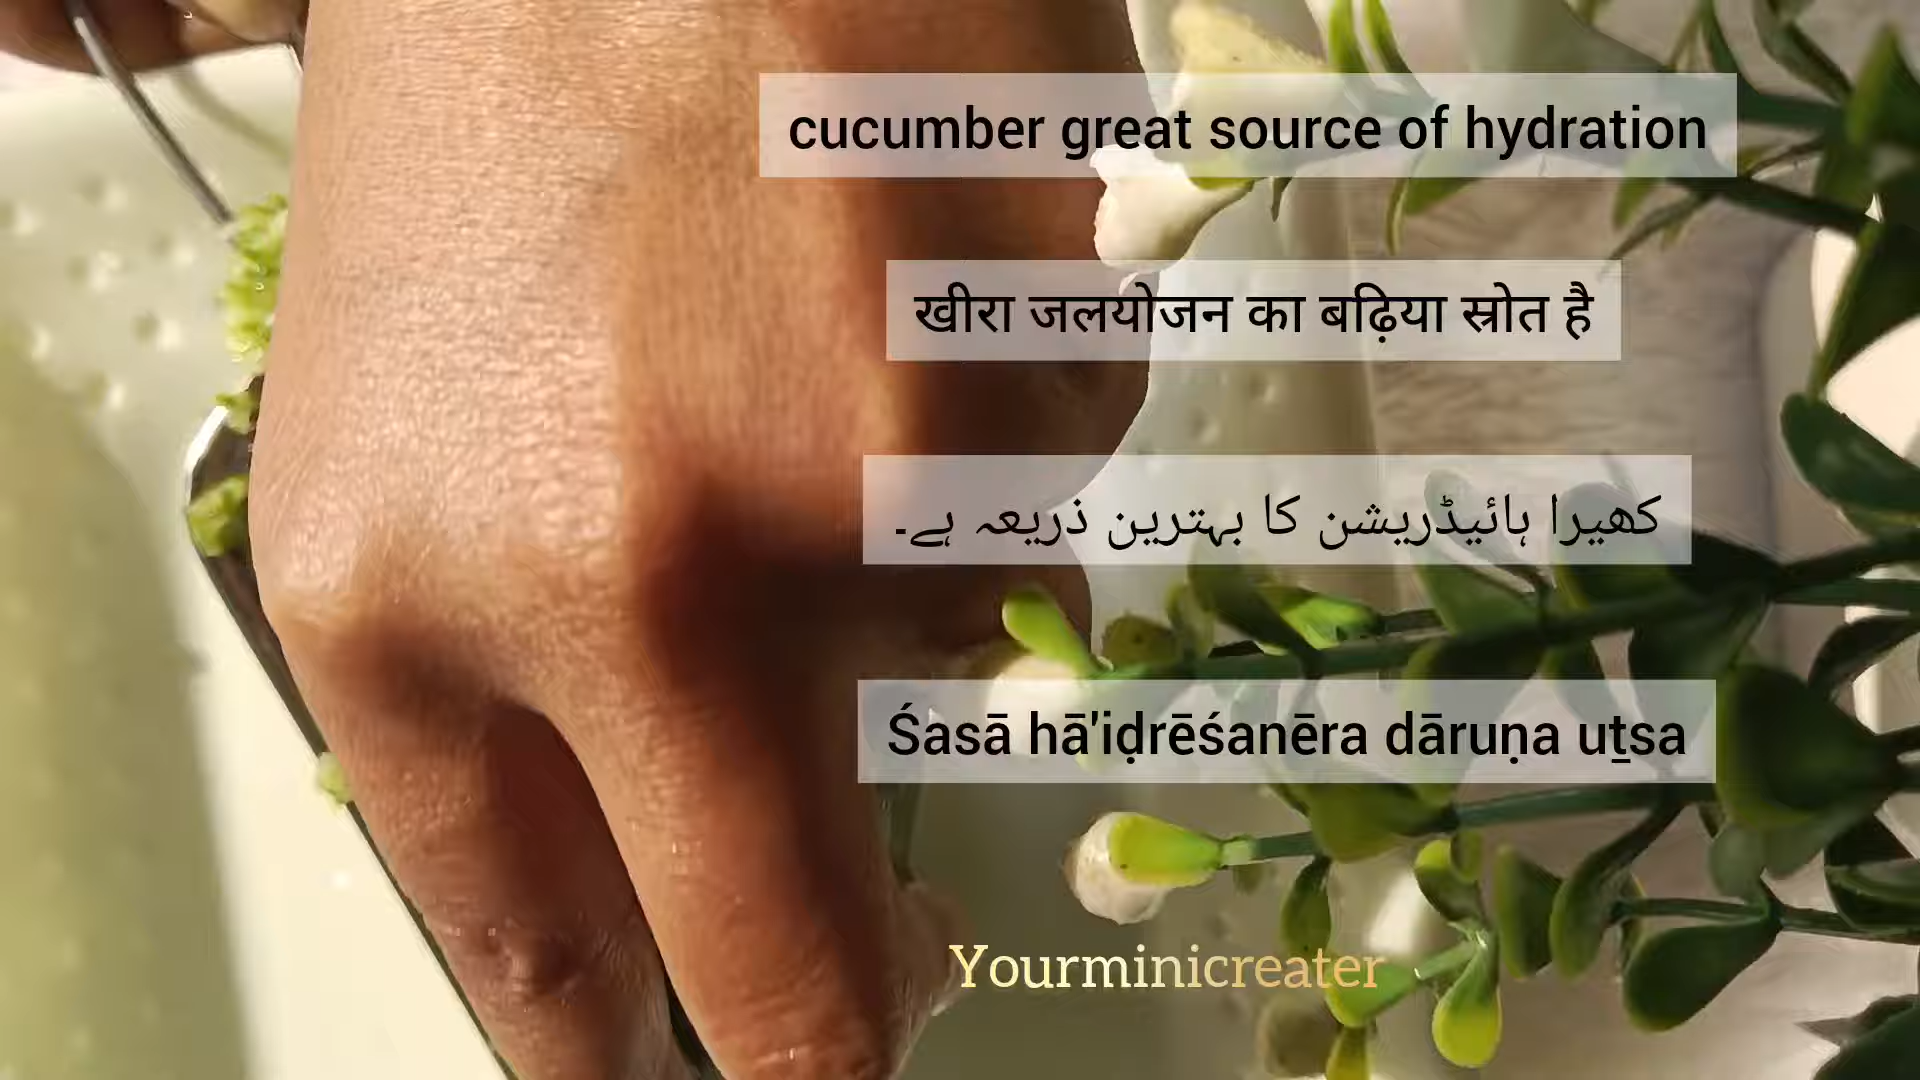 cucumber great source of hydration
खीरा जलयोजन का बढ़िया स्रोत है
کھیرا ہائیڈریشن کا بہترین ذریعہ ہے۔
Śasā hā'iḍrēśanēra dāruṇa uṯsa
Yourminicreater